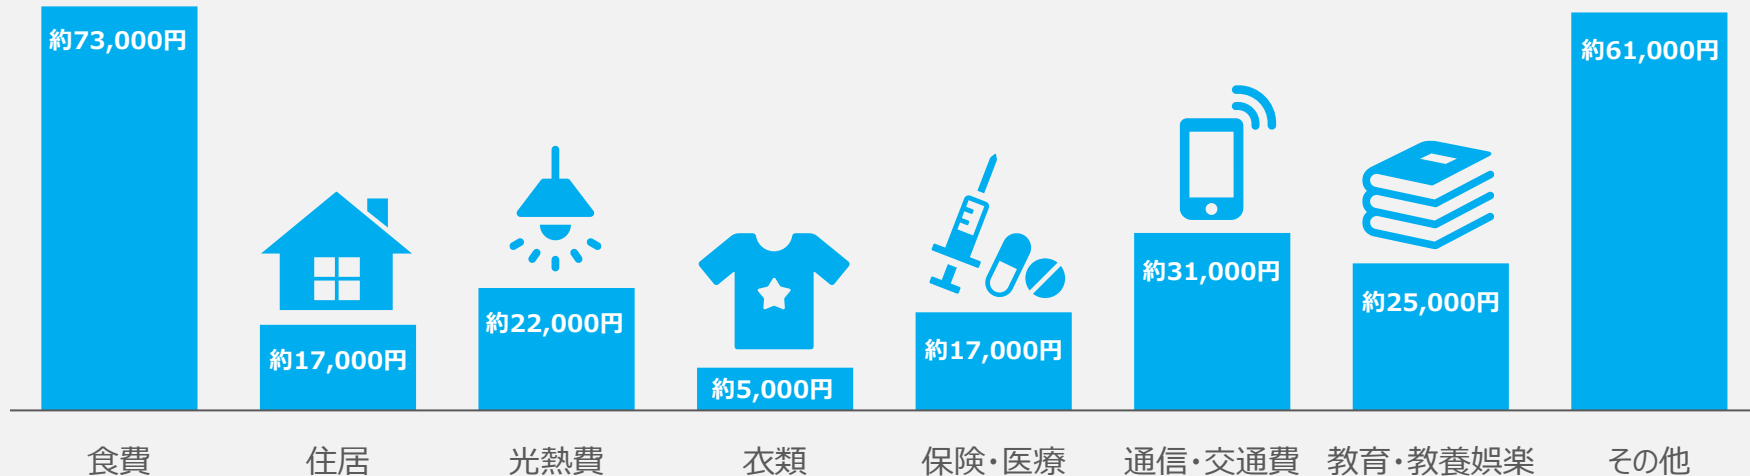 約73,000円
約17,000円
約22,000円
約5,000円
約17,000円
約31,000円
約25,000円
約61,000円
食費
住居
光熱費
衣類
保険・医療
通信・交通費
教育・教養娯楽
その他